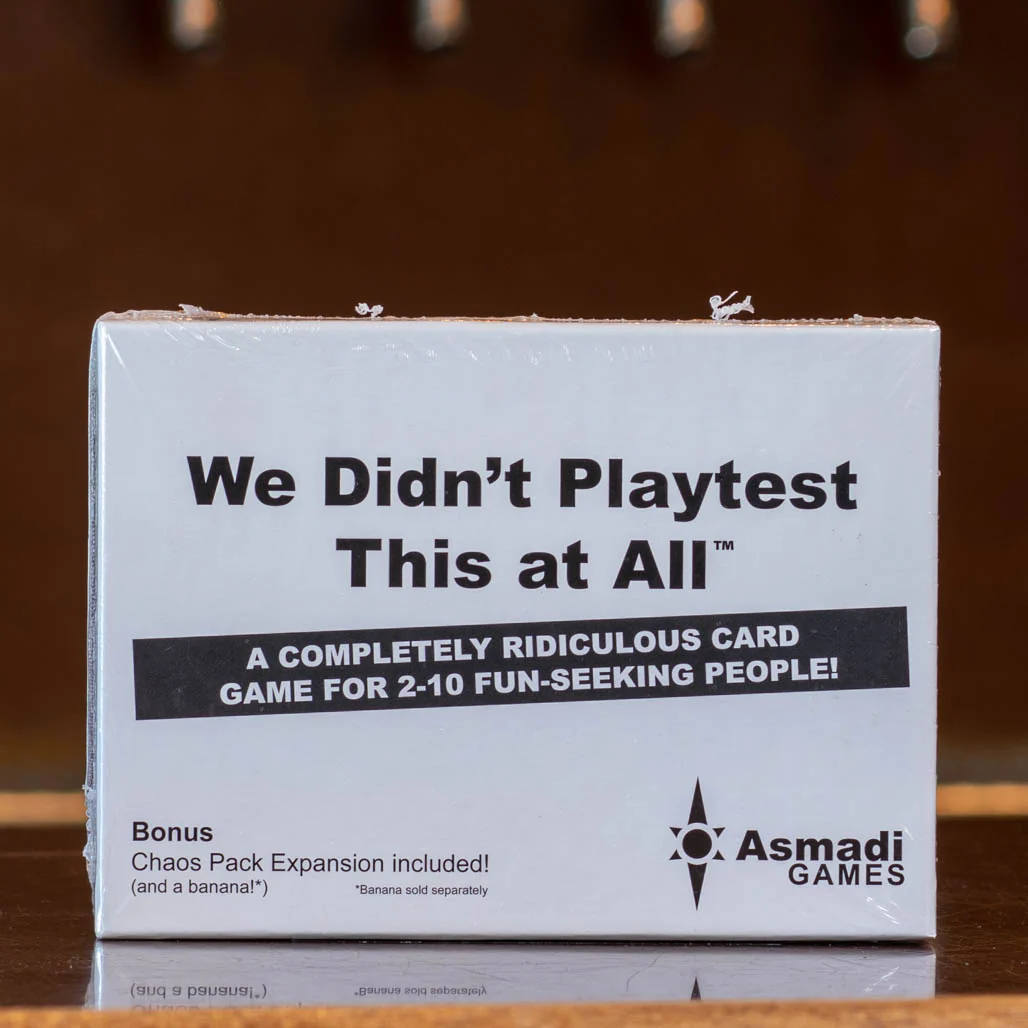 We Didn't Playtest
This at All™
A COMPLETELY RIDICULOUS CARD
GAME FOR 2-10 FUN-SEEKING PEOPLE!
Bonus
Chaos Pack Expansion included!
(and a banana!*)
*Banana sold separately
Asmadi
GAMES